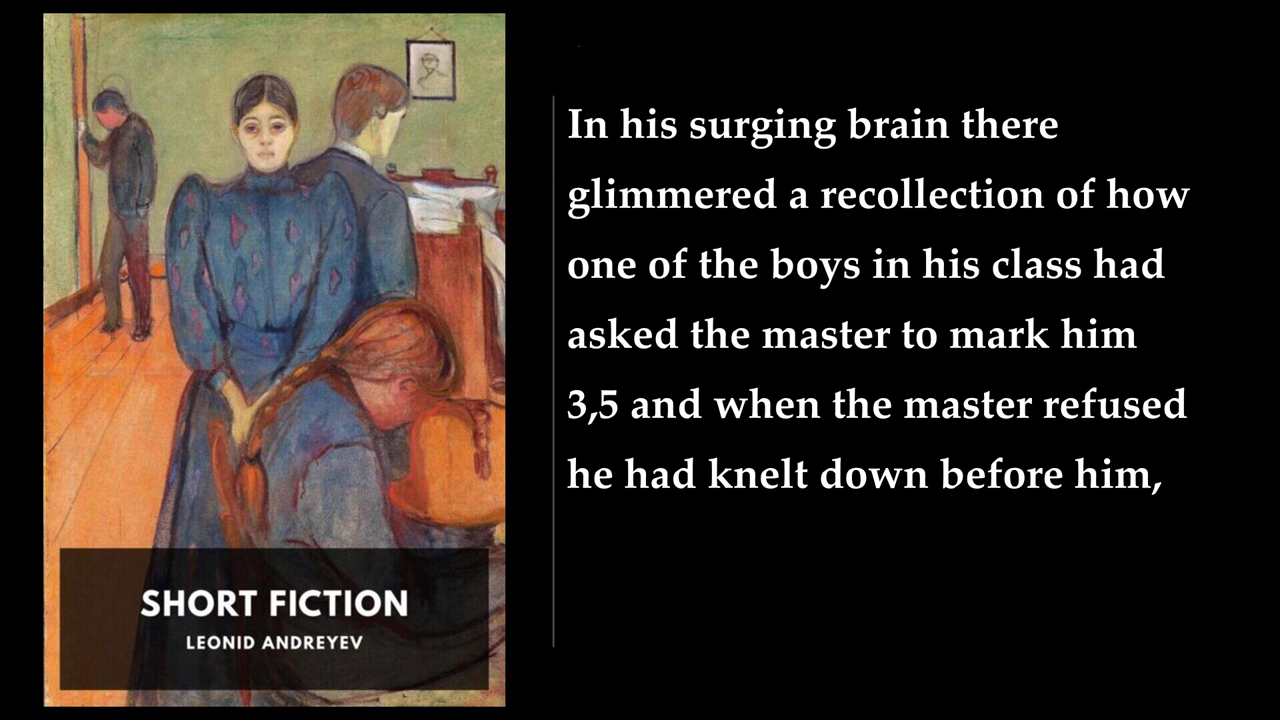 SHORT FICTION
LEONID ANDREYEV
In his surging brain there
glimmered a recollection of how
one of the boys in his class had
asked the master to mark him
3,5 and when the master refused
he had knelt down before him,